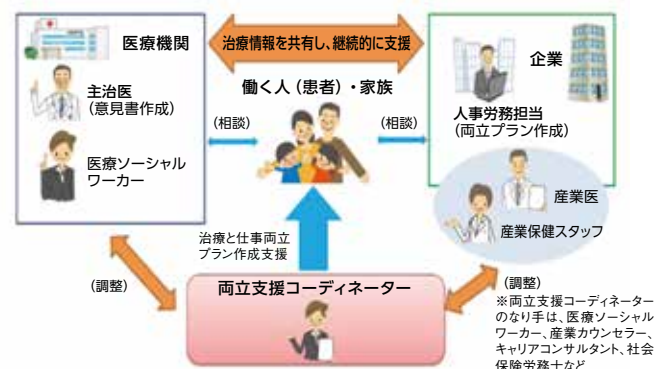 医療機関
治療情報を共有し、継続的に支援
企業
主治医
(意見書作成)
働く人(患者)・家族
人事労務担当
(両立プラン作成)
(相談)
(相談)
医療ソーシャル
ワーカー
産業医
産業保健スタッフ
治療と仕事両立
プラン作成支援
(調整)
両立支援コーディネーター
(調整)
※両立支援コーディネーター
のなり手は、医療ソーシャル
ワーカー、産業カウンセラー、
キャリアコンサルタント、社会
保険労務士など